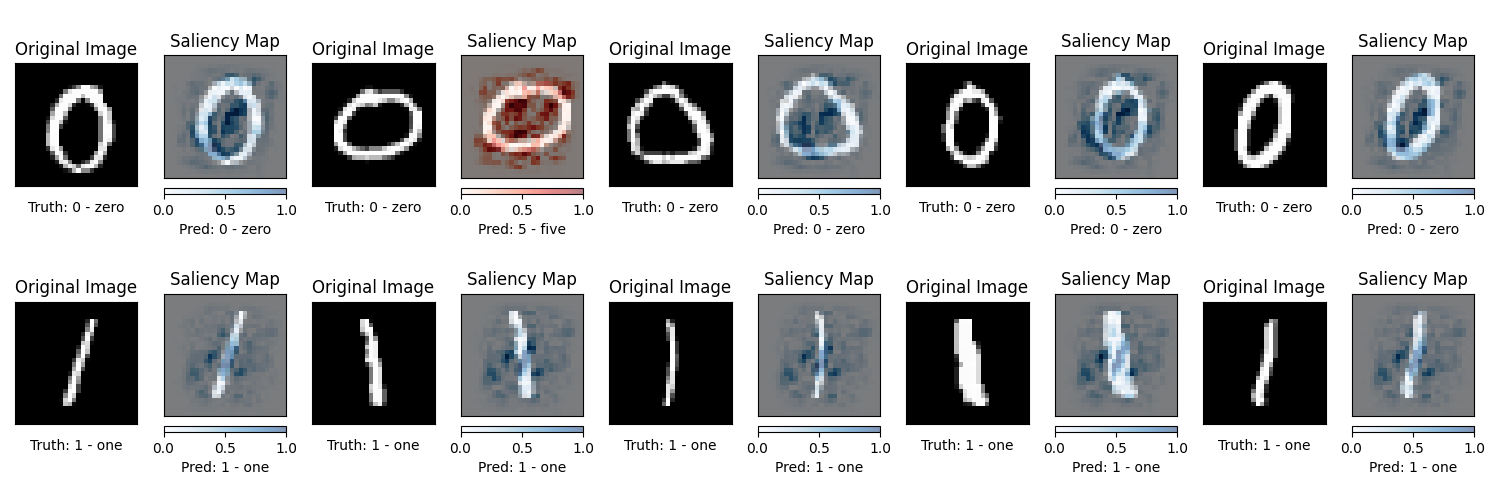 Original Image Saliency Map Original Image Saliency Map Original Image Saliency Map Original Image Saliency Map Original Image Saliency Map
Truth: 0 - zero 0.0 0.5 1.0 Truth: 0 - zero 0.0 0.5 1.0 Truth: 0 - zero 0.0 0.5 1.0 Truth: 0 - zero 0.0 0.5 1.0 Truth: 0 - zero 0.0 0.5 1.0
Pred: 0 - zero Pred: 5 - five Pred: 0 - zero Pred: 0 - zero Pred: 0 - zero
Original Image Saliency Map Original Image Saliency Map Original Image Saliency Map Original Image Saliency Map Original Image Saliency Map
Truth: 1 - one 0.0 0.5 1.0 Truth: 1 - one 0.0 0.5 1.0 Truth: 1 - one 0.0 0.5 1.0 Truth: 1 - one 0.0 0.5 1.0 Truth: 1 - one 0.0 0.5 1.0
Pred: 1 - one Pred: 1 - one Pred: 1 - one Pred: 1 - one Pred: 1 - one